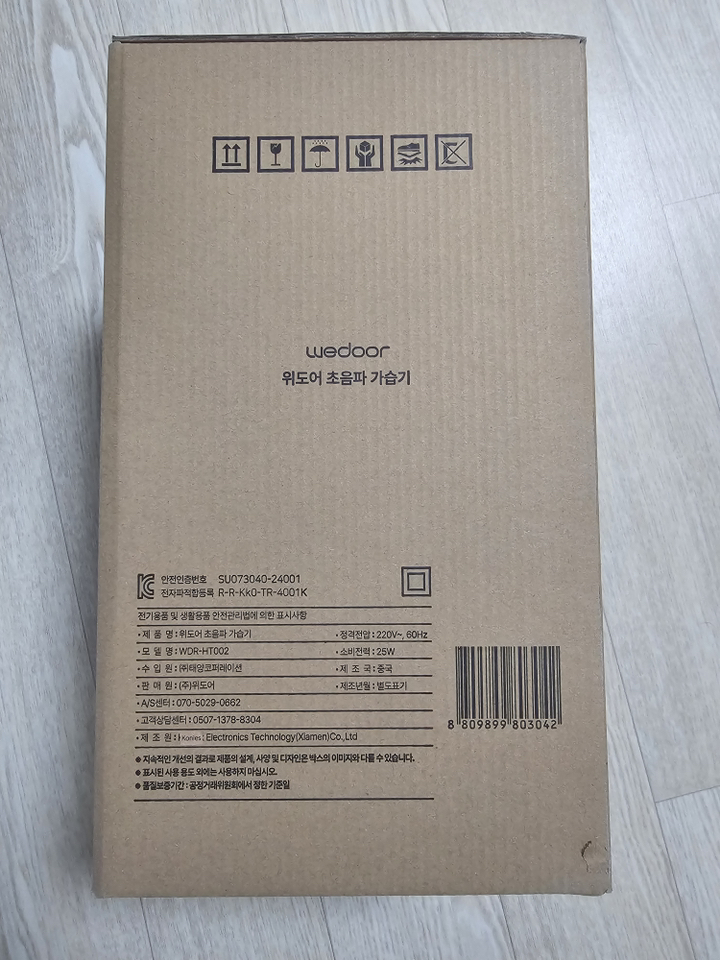 wedoor
위도어 초음파 가습기
안전인증번호 SU073040-24001
전자파적합등록 R-R-Kk0-TR-4001K
전기용품 및 생활용품 안전관리법에 의한 표시사항
· 제 품 명 : 위도어 초음파 가습기 · 정격전압 : 220V~, 60Hz
· 모 델 명 : WDR-HT002 · 소비전력 : 25W
· 수 입 원 : ㈜태양코퍼레이션 · 제 조 국 : 중국
· 판 매 원 : (주)위도어 · 제조년월 : 별도표기
· A/S센터 : 070-5029-0662
· 고객상담센터 : 0507-1378-8304
· 제 조 원 : Electronics Technology(Xiamen)Co.,Ltd
※ 지속적인 개선의 결과로 제품의 설계, 사양 및 디자인은 박스의 이미지와 다를 수 있습니다.
※ 표시된 사용 용도 외에는 사용하지 마십시오.
※ 품질보증기간 : 공정거래위원회에서 정한 기준일
8 809899 803042